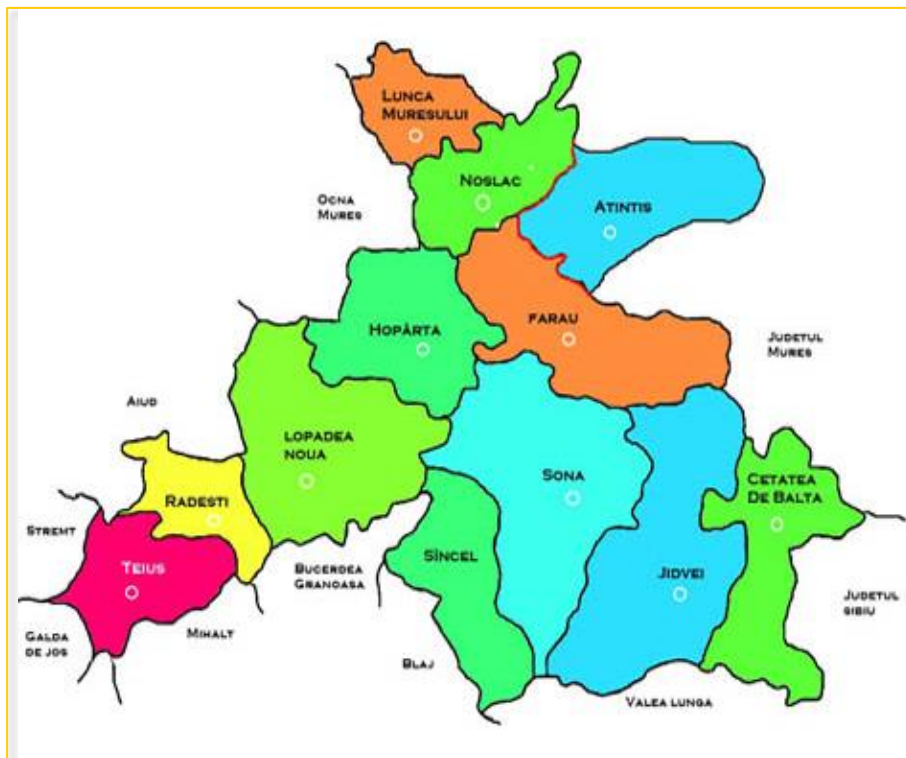 LUNCA
MURESULUI
NOSLAC
OCNA
MURES
ATINTIS
HOPÂRTA
FARAU
JUDETUL
MURES
AIUD
LOPADEA
NOUA
RADESTI
SONA
CETATEA
DE BALTA
STREMT
TEIUS
BUCERDEA
GRANOASA
SÎNCEL
JIDVEI
JUDETUL
SIBIU
GALDA
DE JOS
MIHALT
BLAJ
VALEA LUNGA